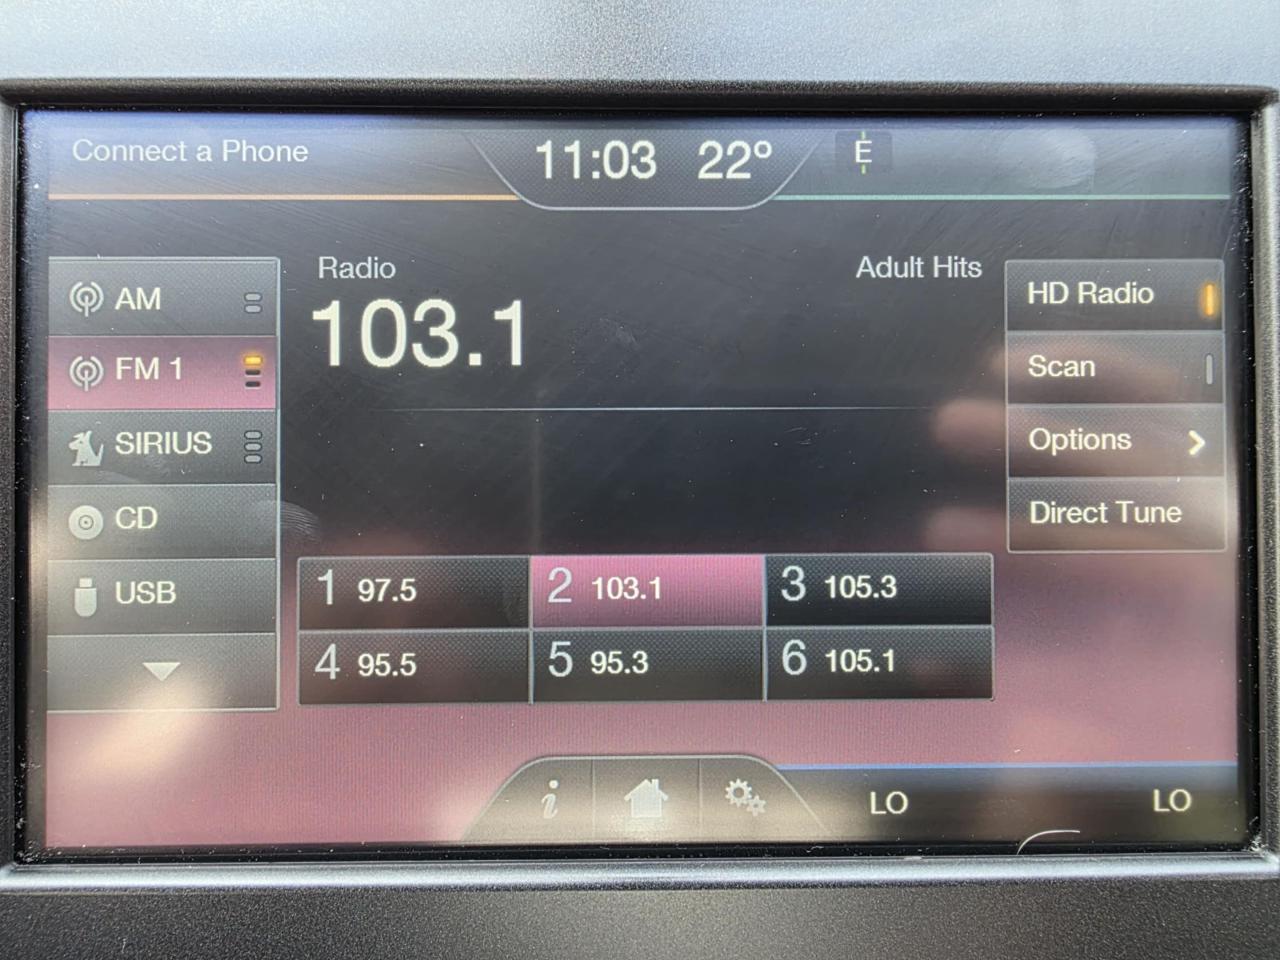 Connect a Phone
11:03 22° E
Radio
103.1
Adult Hits
AM
FM 1
SIRIUS
CD
USB
HD Radio
Scan
Options
Direct Tune
1 97.5
2 103.1
3 105.3
4 95.5
5 95.3
6 105.1
i
LO
LO